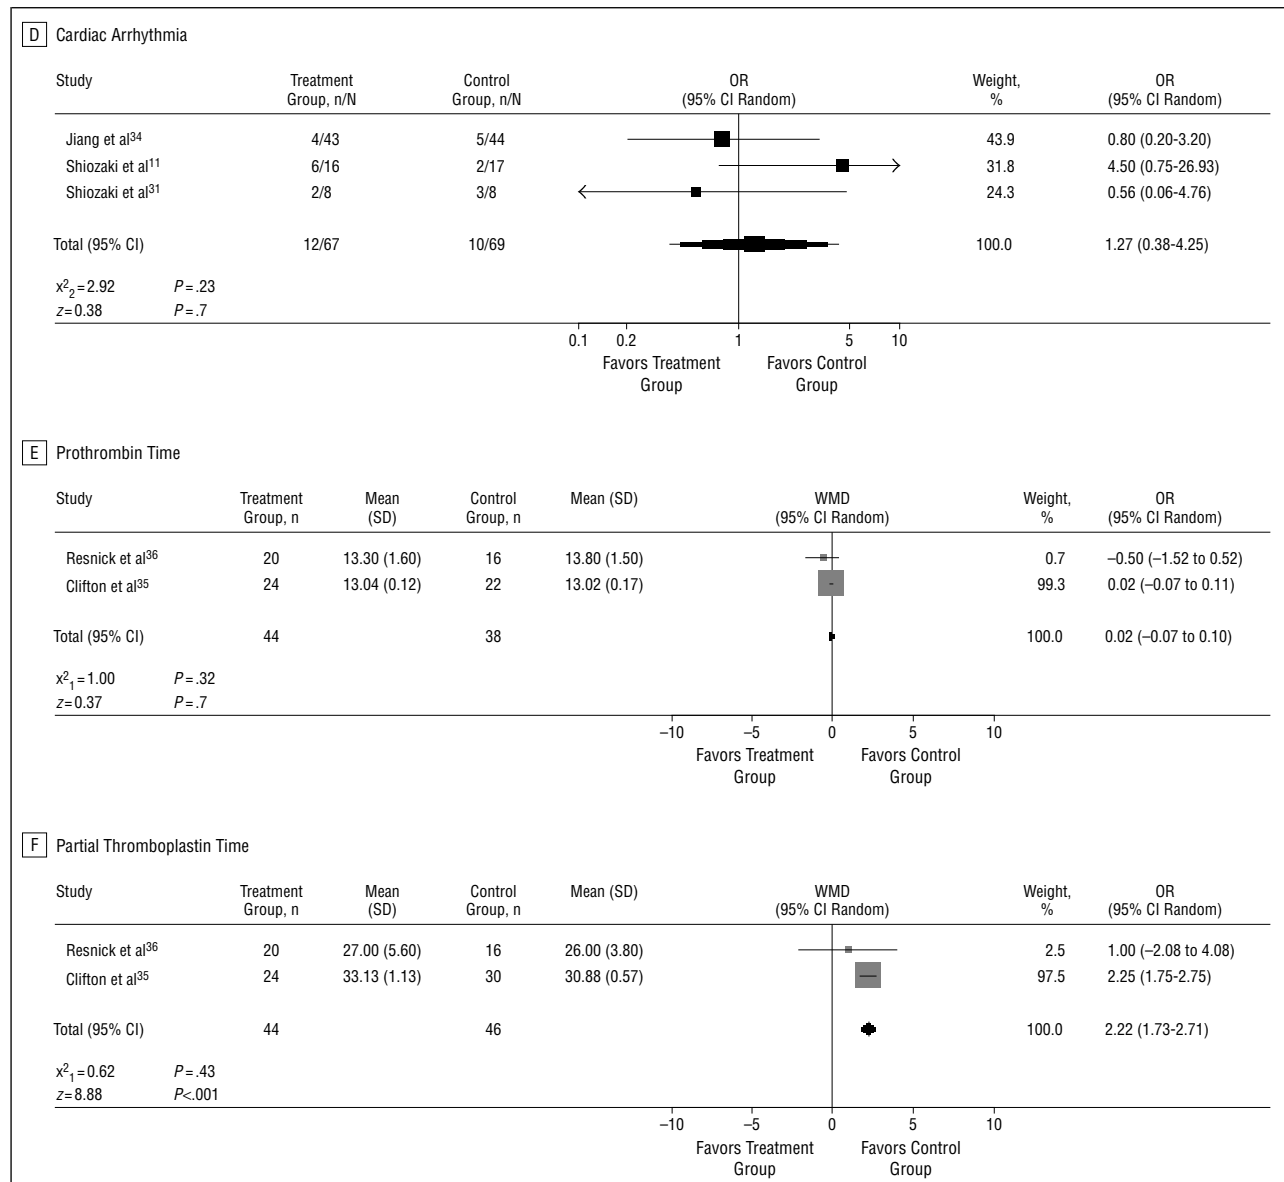 D Cardiac Arrhythmia
Study Treatment Group, n/N Control Group, n/N OR (95% CI Random) Weight, % OR (95% CI Random)
Jiang et al34 4/43 5/44 43.9 0.80 (0.20-3.20)
Shiozaki et al11 6/16 2/17 31.8 4.50 (0.75-26.93)
Shiozaki et al31 2/8 3/8 24.3 0.56 (0.06-4.76)
Total (95% CI) 12/67 10/69 100.0 1.27 (0.38-4.25)
x²₂=2.92 P=.23
z=0.38 P=.7
0.1 0.2 1 5 10
Favors Treatment Group Favors Control Group
E Prothrombin Time
Study Treatment Group, n Mean (SD) Control Group, n Mean (SD) WMD (95% CI Random) Weight, % OR (95% CI Random)
Resnick et al36 20 13.30 (1.60) 16 13.80 (1.50) 0.7 –0.50 (–1.52 to 0.52)
Clifton et al35 24 13.04 (0.12) 22 13.02 (0.17) 99.3 0.02 (–0.07 to 0.11)
Total (95% CI) 44 38 100.0 0.02 (–0.07 to 0.10)
x²₁=1.00 P=.32
z=0.37 P=.7
–10 –5 0 5 10
Favors Treatment Group Favors Control Group
F Partial Thromboplastin Time
Study Treatment Group, n Mean (SD) Control Group, n Mean (SD) WMD (95% CI Random) Weight, % OR (95% CI Random)
Resnick et al36 20 27.00 (5.60) 16 26.00 (3.80) 2.5 1.00 (–2.08 to 4.08)
Clifton et al35 24 33.13 (1.13) 30 30.88 (0.57) 97.5 2.25 (1.75-2.75)
Total (95% CI) 44 46 100.0 2.22 (1.73-2.71)
x²₁=0.62 P=.43
z=8.88 P<.001
–10 –5 0 5 10
Favors Treatment Group Favors Control Group